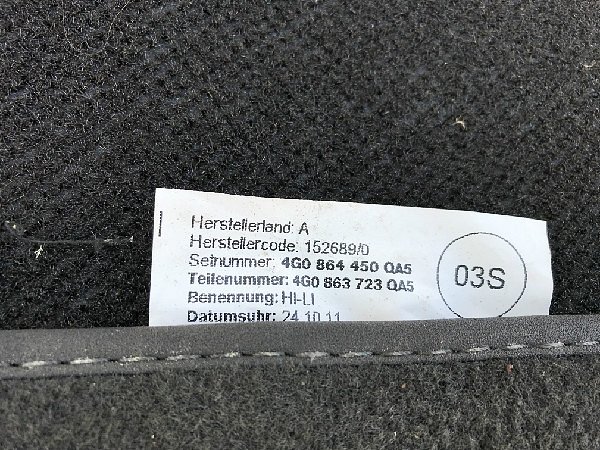 Herstellerland: A
Herstellercode: 152689/0
Setnummer: 4G0 864 450 QA5
Teilenummer: 4G0 863 723 QA5
Benennung: HI-LI
Datumsuhr: 24.10.11
03S